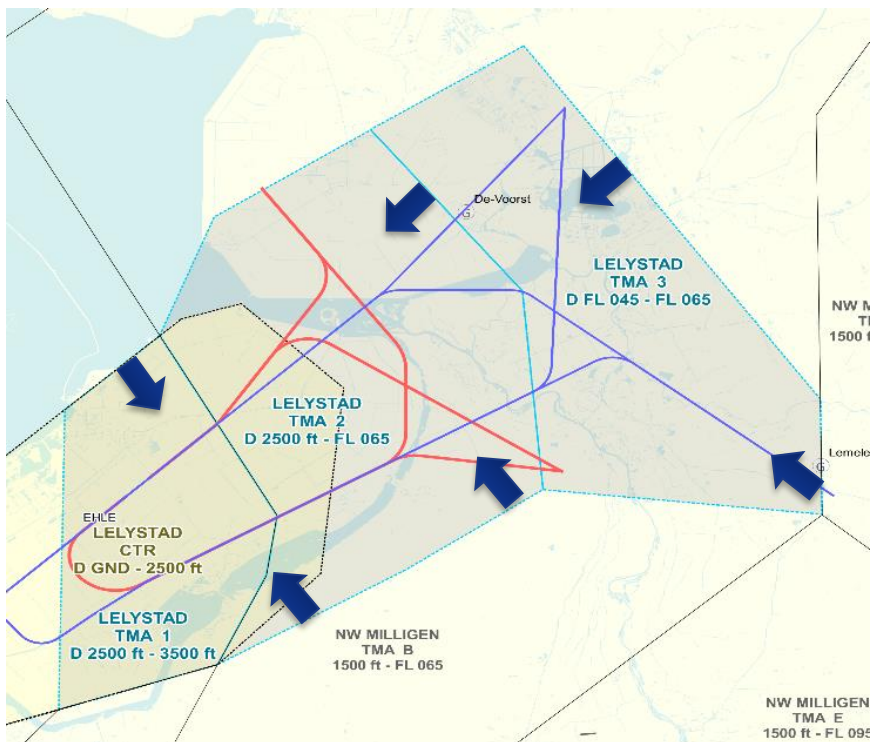 De-Voorst
G
LELYSTAD
TMA 3
D FL 045 - FL 065
NW M
1500 f
LELYSTAD
TMA 2
D 2500 ft - FL 065
Lemele
G
EHLE
LELYSTAD
CTR
D GND - 2500 ft
LELYSTAD
TMA 1
D 2500 ft - 3500 ft
NW MILLIGEN
TMA B
1500 ft - FL 065
NW MILLIGEN
TMA E
1500 ft - FL 095